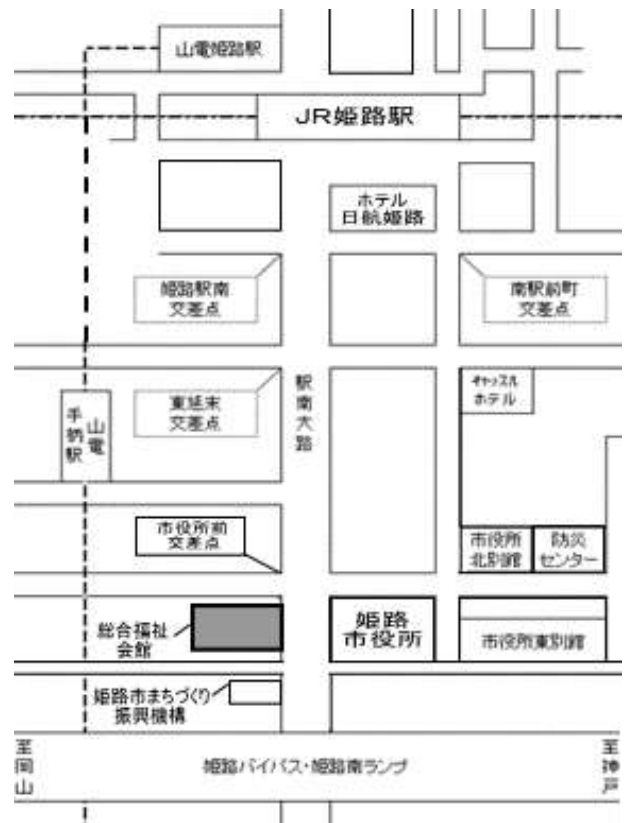 山電姫路駅
JR姫路駅
ホテル
日航姫路
姫路駅南
交差点
南駅前町
交差点
駅南大路
キャッスル
ホテル
東延末
交差点
山電
手柄駅
市役所前
交差点
市役所
北別館
防災
センター
総合福祉
会館
姫路
市役所
市役所東別館
姫路市まちづくり
振興機構
至岡山
姫路バイパス・姫路南ランプ
至神戸